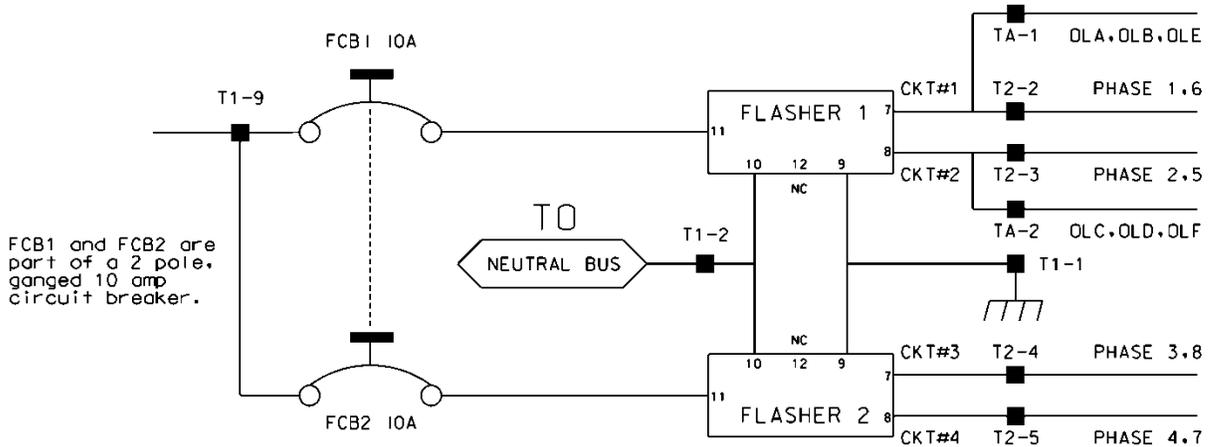 FCB1 10A
T1-9
TA-1 OLA,OLB,OLE
CKT#1 T2-2 PHASE 1,6
FLASHER 1
7
11
8
10 12 9
NC
CKT#2 T2-3 PHASE 2,5
TA-2 OLC,OLD,OLF
TO
NEUTRAL BUS
T1-2
T1-1
FCB1 and FCB2 are
part of a 2 pole,
ganged 10 amp
circuit breaker.
NC
10 12 9
CKT#3 T2-4 PHASE 3,8
7
11
FLASHER 2
8
FCB2 10A
CKT#4 T2-5 PHASE 4,7